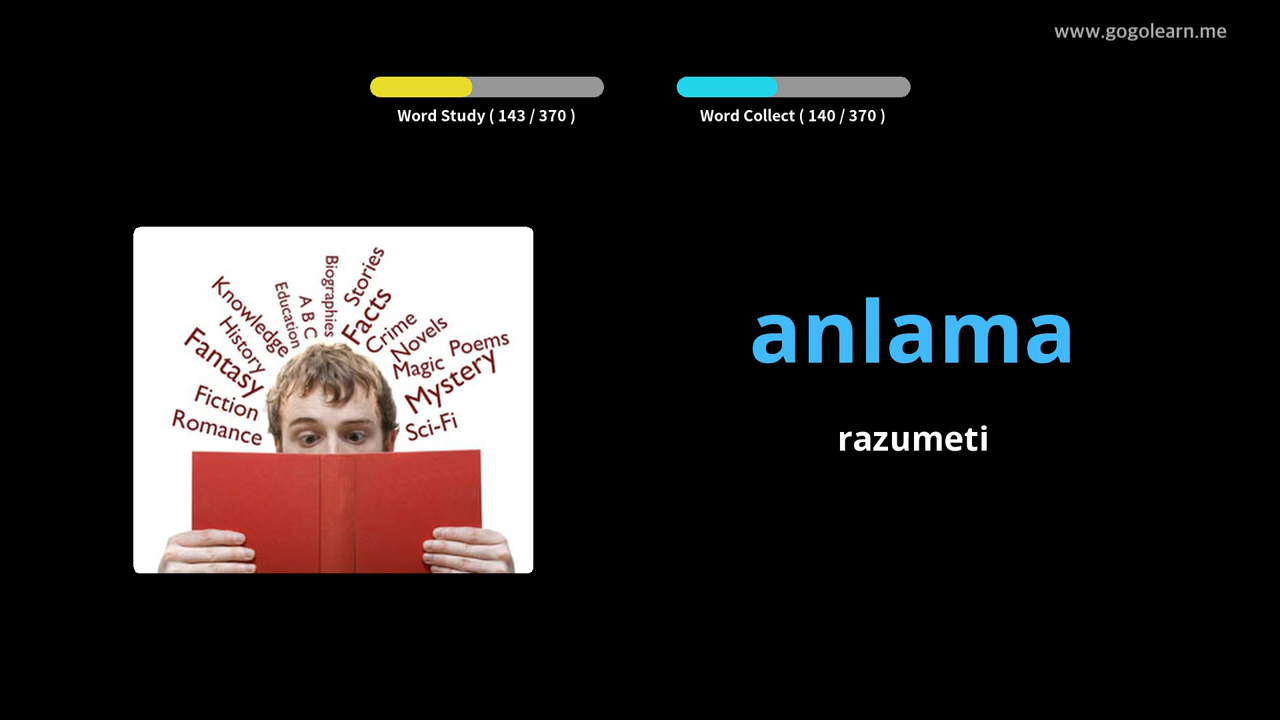 www.gogolearn.me
Word Study ( 143 / 370 )
Word Collect ( 140 / 370 )
Biographies
Stories
Education
A B C
Facts
Knowledge
Crime
History
Novels
Fantasy
Magic
Poems
Mystery
Fiction
Romance
Sci-Fi
anlama
razumeti